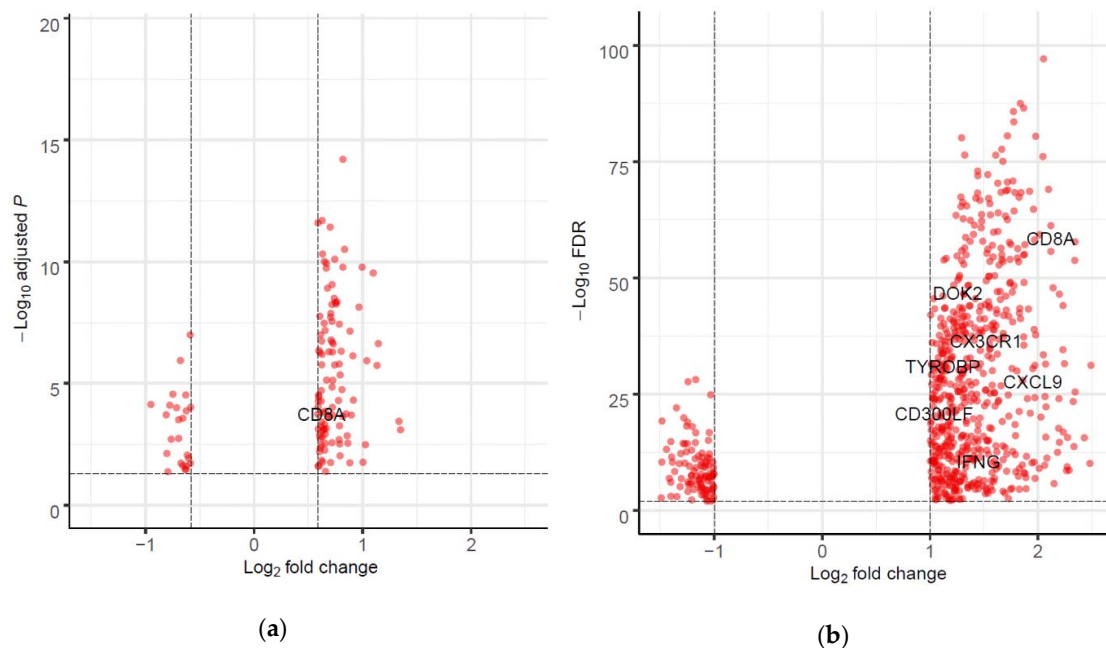 20
15
10
5
0
−Log10 adjusted P
CD8A
−1
0
1
2
Log2 fold change
(a)
100
75
50
25
0
−Log10 FDR
CD8A
DOK2
CX3CR1
TYROBP
CXCL9
CD300LF
IFNG
−1
0
1
2
Log2 fold change
(b)